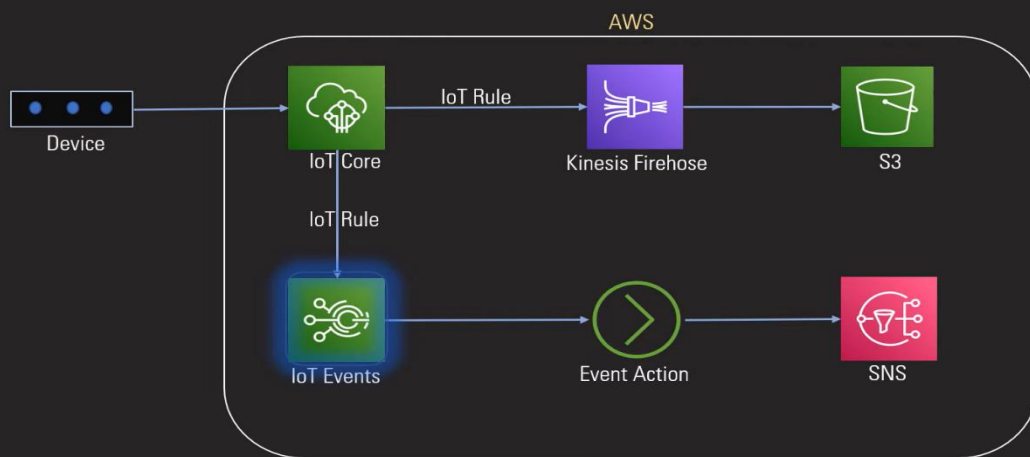 AWS
IoT Rule
Device
IoT Core
Kinesis Firehose
S3
IoT Rule
IoT Events
Event Action
SNS